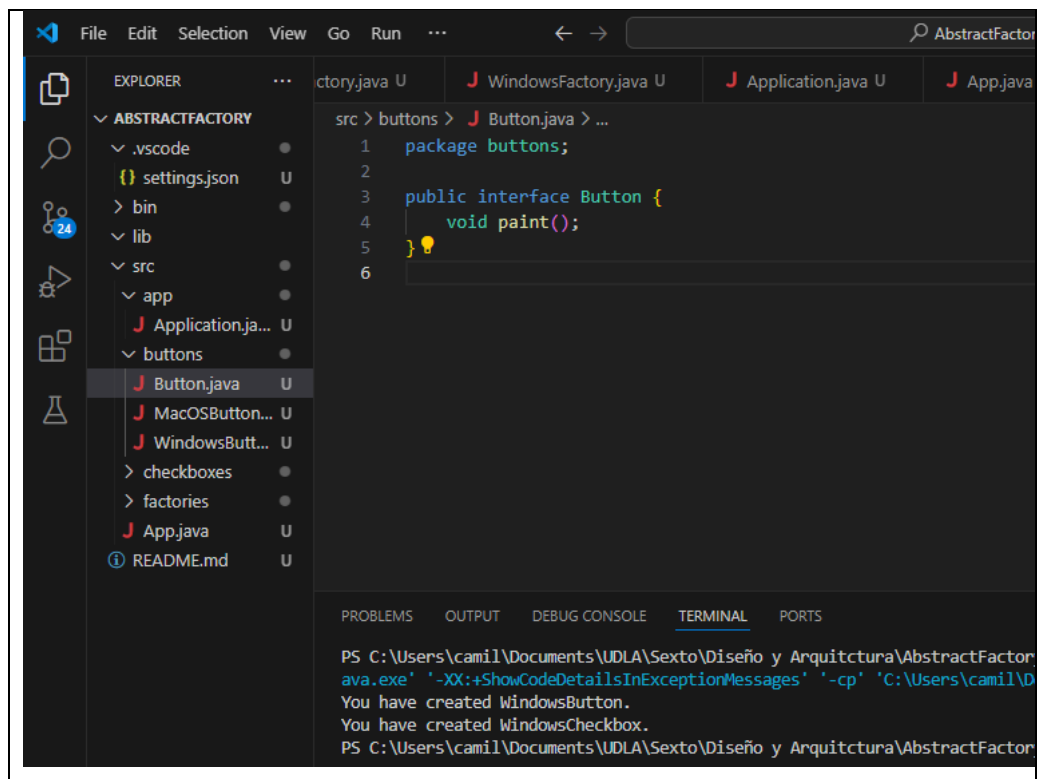 File Edit Selection View Go Run ··· ← → AbstractFactor
EXPLORER ···
ABSTRACTFACTORY
.vscode
{} settings.json U
bin
lib
src
app
J Application.ja... U
buttons
J Button.java U
J MacOSButton... U
J WindowsButt... U
checkboxes
factories
J App.java U
README.md U
24
ctory.java U J WindowsFactory.java U J Application.java U J App.java
src > buttons > J Button.java > ...
1 package buttons;
2
3 public interface Button {
4 void paint();
5 }
6
PROBLEMS OUTPUT DEBUG CONSOLE TERMINAL PORTS
PS C:\Users\camil\Documents\UDLA\Sexto\Diseño y Arquitctura\AbstractFactor
ava.exe' '-XX:+ShowCodeDetailsInExceptionMessages' '-cp' 'C:\Users\camil\D
You have created WindowsButton.
You have created WindowsCheckbox.
PS C:\Users\camil\Documents\UDLA\Sexto\Diseño y Arquitctura\AbstractFactor